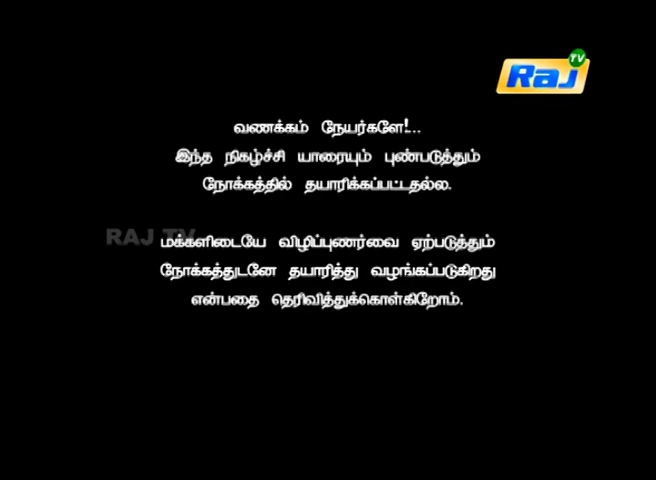 Raj TV
வணக்கம் நேயர்களே!...
இந்த நிகழ்ச்சி யாரையும் புண்படுத்தும்
நோக்கத்தில் தயாரிக்கப்பட்டதல்ல.
RAJ TV
மக்களிடையே விழிப்புணர்வை ஏற்படுத்தும்
நோக்கத்துடனே தயாரித்து வழங்கப்படுகிறது
என்பதை தெரிவித்துக்கொள்கிறோம்.